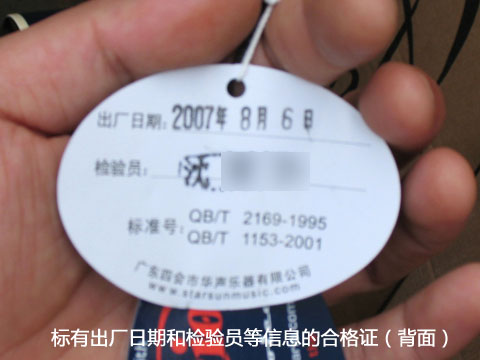 出厂日期：2007年 8月 6日
检验员：沈
标准号：QB/T 2169-1995
QB/T 1153-2001
广东四会市华声乐器有限公司
www.starsunmusic.com
标有出厂日期和检验员等信息的合格证（背面）